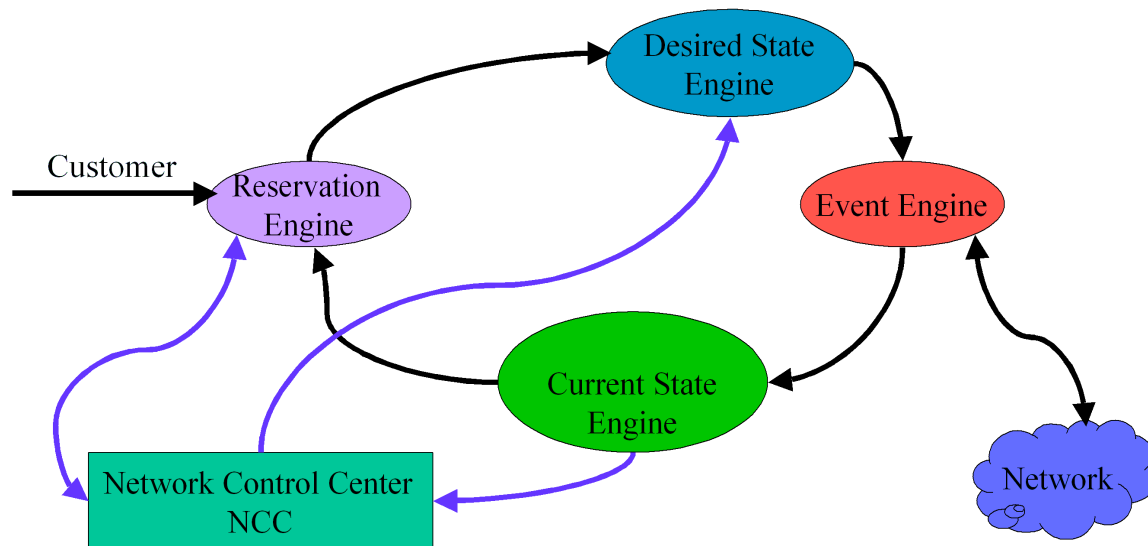 Desired State
Engine
Customer
Reservation
Engine
Event Engine
Current State
Engine
Network Control Center
NCC
Network